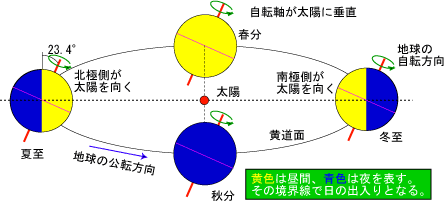 自転軸が太陽に垂直
春分
23.4°
北極側が
太陽を向く
南極側が
太陽を向く
地球の
自転方向
太陽
夏至
地球の公転方向
黄道面
冬至
秋分
黄色は昼間、青色は夜を表す。
その境界線で日の出入りとなる。